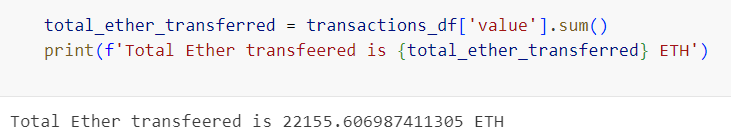 total_ether_transferred = transactions_df['value'].sum()
print(f'Total Ether transfeered is {total_ether_transferred} ETH')
Total Ether transfeered is 22155.606987411305 ETH